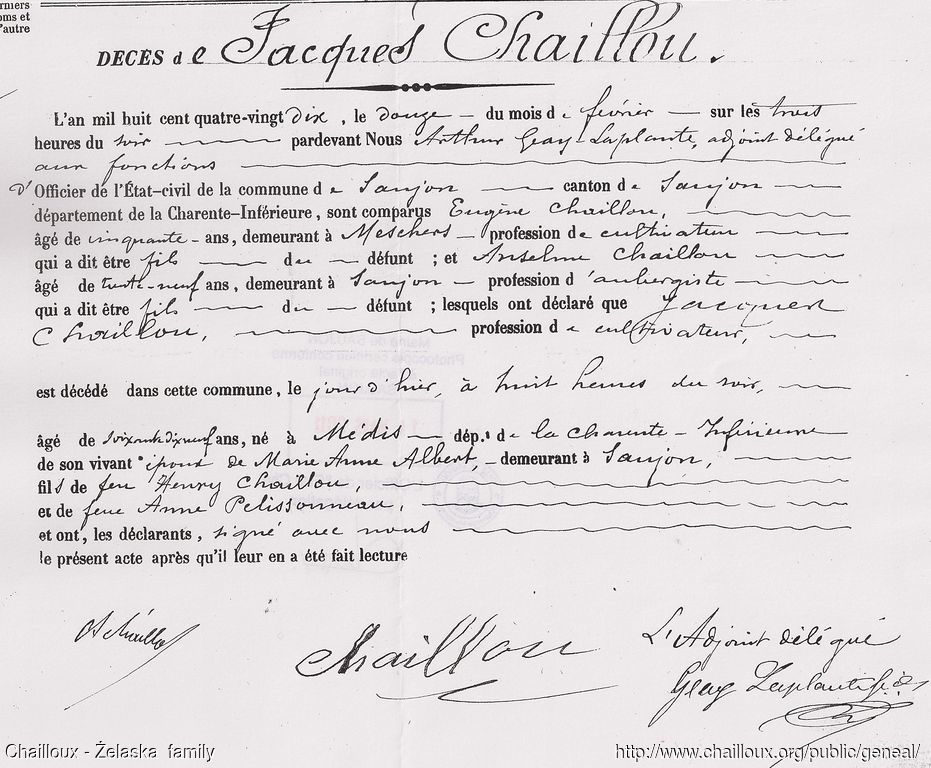 rniers
oms et
'autre
DECÈS de Jacques Chaillou.
L'an mil huit cent quatre-vingt dix, le douze du mois de février sur les trois
heures du soir pardevant Nous Arthur Geay-Laplante, adjoint délégué
aux fonctions
d'Officier de l'État-civil de la commune de Saujon canton de Saujon
département de la Charente-Inférieure, sont comparus Eugène Chaillou,
âgé de cinquante ans, demeurant à Meschers profession de cultivateur
qui a dit être fils du défunt ; et Anselme Chaillou
âgé de trente-neuf ans, demeurant à Saujon profession d'aubergiste
qui a dit être fils du défunt ; lesquels ont déclaré que Jacques
Chaillou, profession de cultivateur,
est décédé dans cette commune, le jour d'hier, à huit heures du soir,
âgé de soixante dix neuf ans, né à Médis dép.t de la Charente-Inférieure
de son vivant époux de Marie Anne Albert, demeurant à Saujon,
fils de feu Henry Chaillou,
et de feue Anne Pelissonneau,
et ont, les déclarants, signé avec nous
le présent acte après qu'il leur en a été fait lecture
Chaillou
L'Adjoint délégué
Geay Laplante
Chailloux - Żelaska family
http://www.chailloux.org/public/geneal/